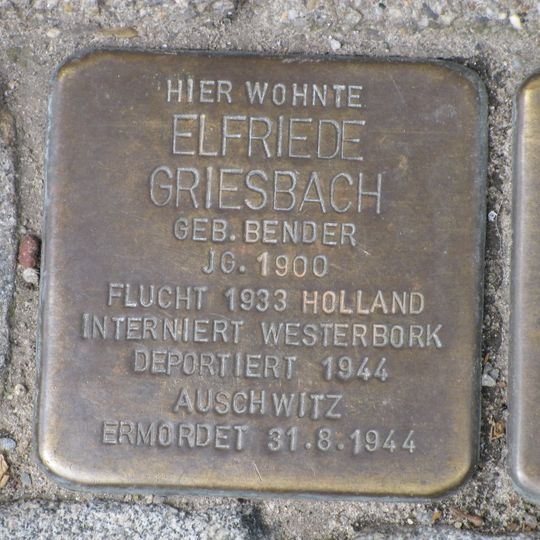 HIER WOHNTE
ELFRIEDE
GRIESBACH
GEB. BENDER
JG. 1900
FLUCHT 1933 HOLLAND
INTERNIERT WESTERBORK
DEPORTIERT 1944
AUSCHWITZ
ERMORDET 31.8.1944